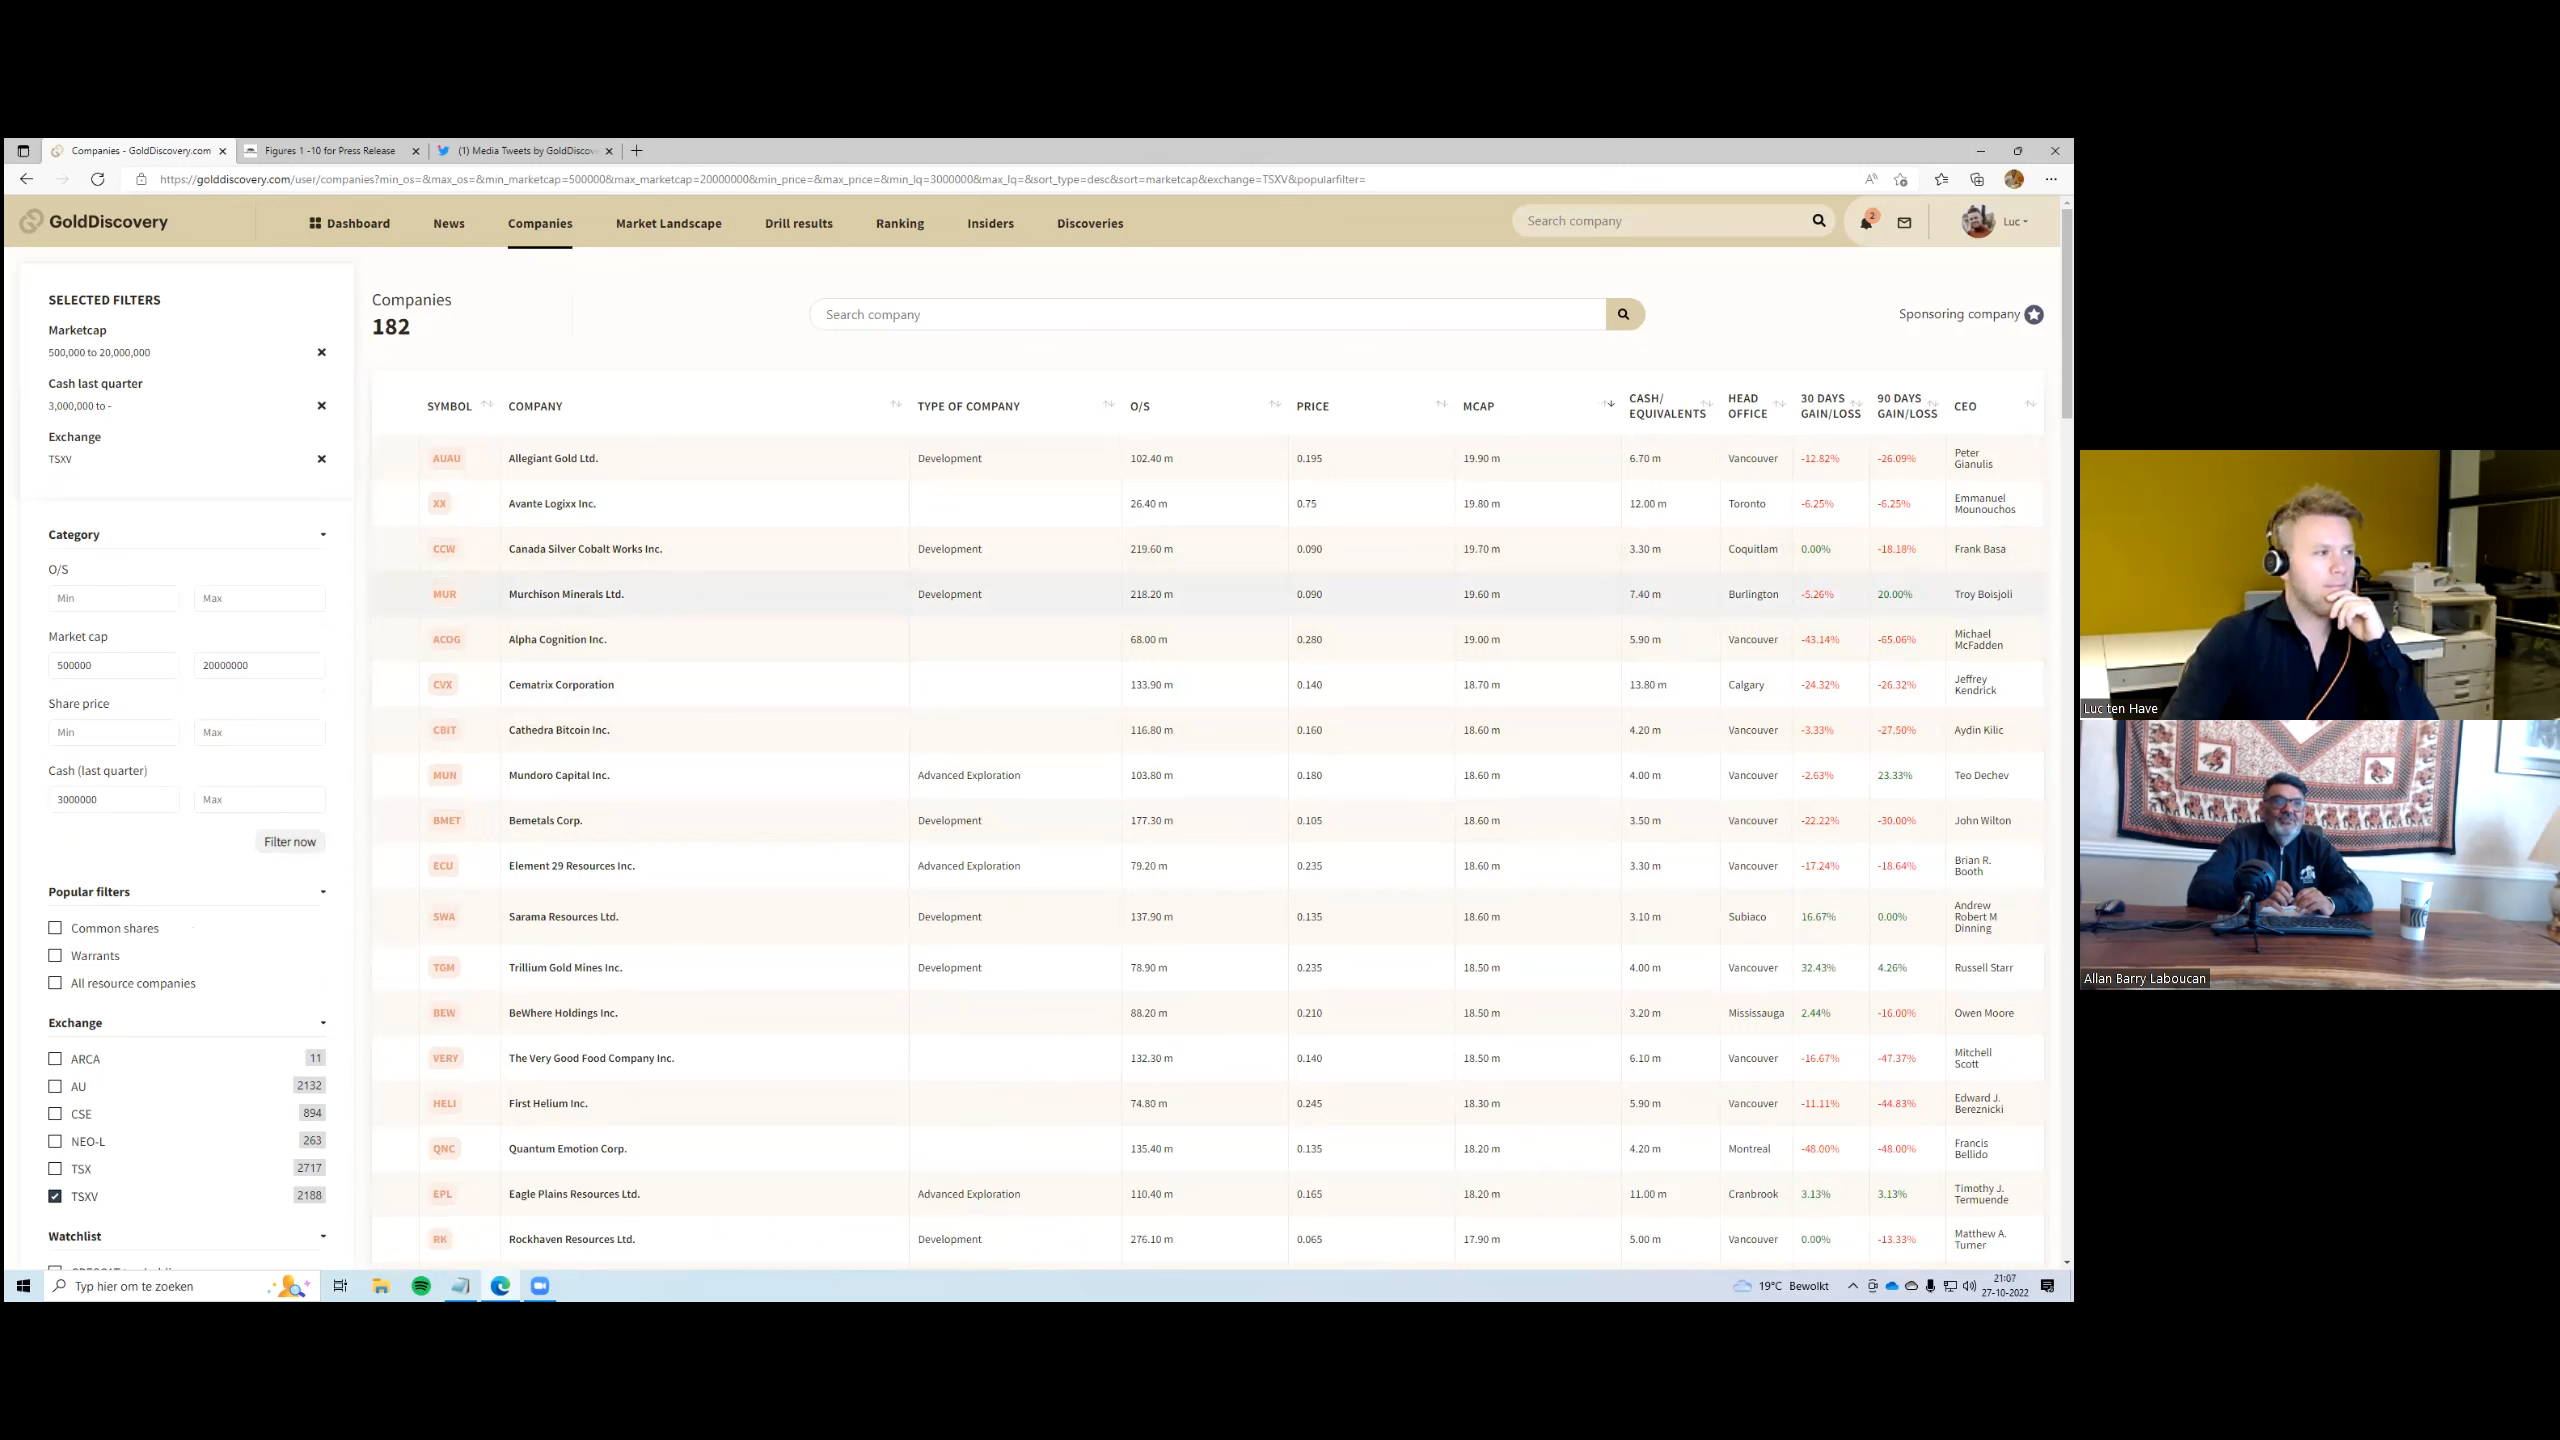 Companies - GoldDiscovery.com
Figures 1 -10 for Press Release
(1) Media Tweets by GoldDiscov
https://golddiscovery.com/user/companies?min_os=&max_os=&min_marketcap=500000&max_marketcap=20000000&min_price=&max_price=&min_lq=3000000&max_lq=&sort_type=desc&sort=marketcap&exchange=TSXV&popularfilter=
GoldDiscovery Dashboard News Companies Market Landscape Drill results Ranking Insiders Discoveries Search company 2 Luc
SELECTED FILTERS
Marketcap
500,000 to 20,000,000
Cash last quarter
3,000,000 to -
Exchange
TSXV
Category
O/S
Min Max
Market cap
500000 20000000
Share price
Min Max
Cash (last quarter)
3000000 Max
Filter now
Popular filters
Common shares
Warrants
All resource companies
Exchange
ARCA 11
AU 2132
CSE 894
NEO-L 263
TSX 2717
TSXV 2188
Watchlist
Companies
182
Search company
Sponsoring company
SYMBOL COMPANY TYPE OF COMPANY O/S PRICE MCAP CASH/ EQUIVALENTS HEAD OFFICE 30 DAYS GAIN/LOSS 90 DAYS GAIN/LOSS CEO
AUAU Allegiant Gold Ltd. Development 102.40 m 0.195 19.90 m 6.70 m Vancouver -12.82% -26.09% Peter Gianulis
XX Avante Logixx Inc. 26.40 m 0.75 19.80 m 12.00 m Toronto -6.25% -6.25% Emmanuel Mounouchos
CCW Canada Silver Cobalt Works Inc. Development 219.60 m 0.090 19.70 m 3.30 m Coquitlam 0.00% -18.18% Frank Basa
MUR Murchison Minerals Ltd. Development 218.20 m 0.090 19.60 m 7.40 m Burlington -5.26% 20.00% Troy Boisjoli
ACOG Alpha Cognition Inc. 68.00 m 0.280 19.00 m 5.90 m Vancouver -43.14% -65.06% Michael McFadden
CVX Cematrix Corporation 133.90 m 0.140 18.70 m 13.80 m Calgary -24.32% -26.32% Jeffrey Kendrick
CBIT Cathedra Bitcoin Inc. 116.80 m 0.160 18.60 m 4.20 m Vancouver -3.33% -27.50% Aydin Kilic
MUN Mundoro Capital Inc. Advanced Exploration 103.80 m 0.180 18.60 m 4.00 m Vancouver -2.63% 23.33% Teo Dechev
BMET Bemetals Corp. Development 177.30 m 0.105 18.60 m 3.50 m Vancouver -22.22% -30.00% John Wilton
ECU Element 29 Resources Inc. Advanced Exploration 79.20 m 0.235 18.60 m 3.30 m Vancouver -17.24% -18.64% Brian R. Booth
SWA Sarama Resources Ltd. Development 137.90 m 0.135 18.60 m 3.10 m Subiaco 16.67% 0.00% Andrew Robert M Dinning
TGM Trillium Gold Mines Inc. Development 78.90 m 0.235 18.50 m 4.00 m Vancouver 32.43% 4.26% Russell Starr
BEW BeWhere Holdings Inc. 88.20 m 0.210 18.50 m 3.20 m Mississauga 2.44% -16.00% Owen Moore
VERY The Very Good Food Company Inc. 132.30 m 0.140 18.50 m 6.10 m Vancouver -16.67% -47.37% Mitchell Scott
HELI First Helium Inc. 74.80 m 0.245 18.30 m 5.90 m Vancouver -11.11% -44.83% Edward J. Bereznicki
QNC Quantum Emotion Corp. 135.40 m 0.135 18.20 m 4.20 m Montreal -48.00% -48.00% Francis Bellido
EPL Eagle Plains Resources Ltd. Advanced Exploration 110.40 m 0.165 18.20 m 11.00 m Cranbrook 3.13% 3.13% Timothy J. Termuende
RK Rockhaven Resources Ltd. Development 276.10 m 0.065 17.90 m 5.00 m Vancouver 0.00% -13.33% Matthew A. Turner
Luc ten Have
Allan Barry Laboucan
Typ hier om te zoeken
19°C Bewolkt
21:07
27-10-2022